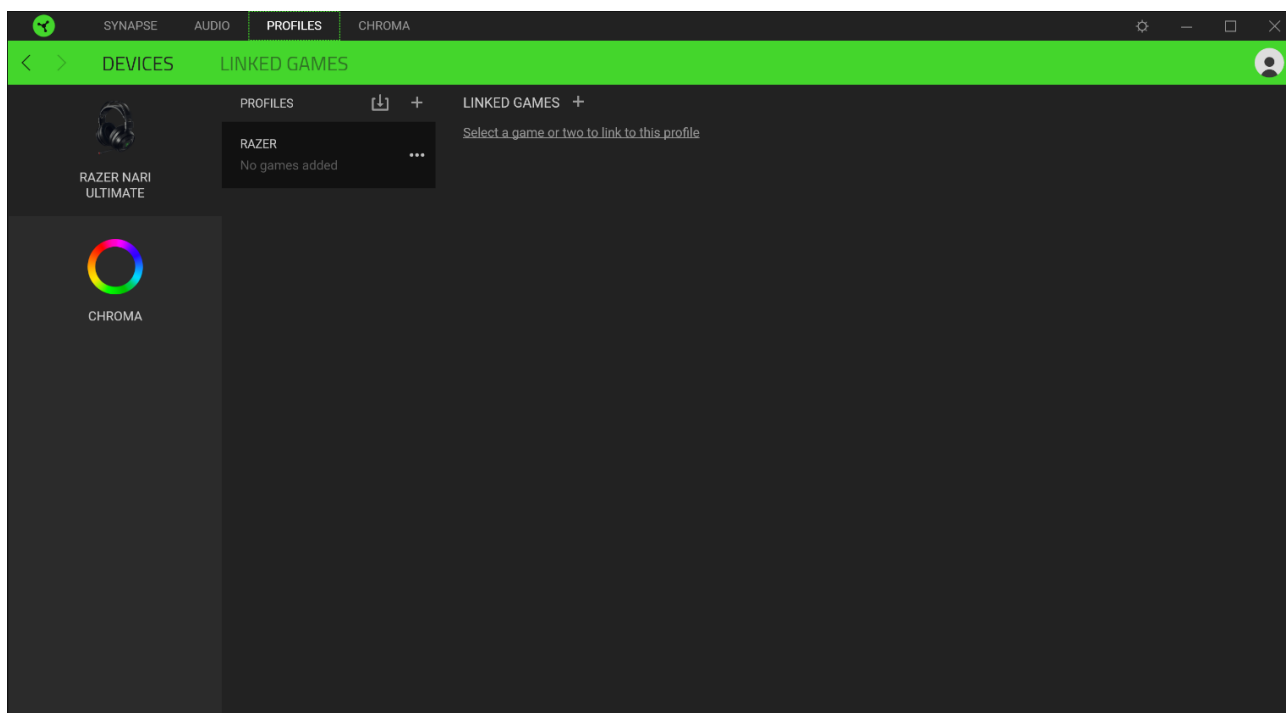 SYNAPSE AUDIO PROFILES CHROMA
DEVICES LINKED GAMES
RAZER NARI
ULTIMATE
CHROMA
PROFILES
RAZER
No games added
LINKED GAMES
Select a game or two to link to this profile